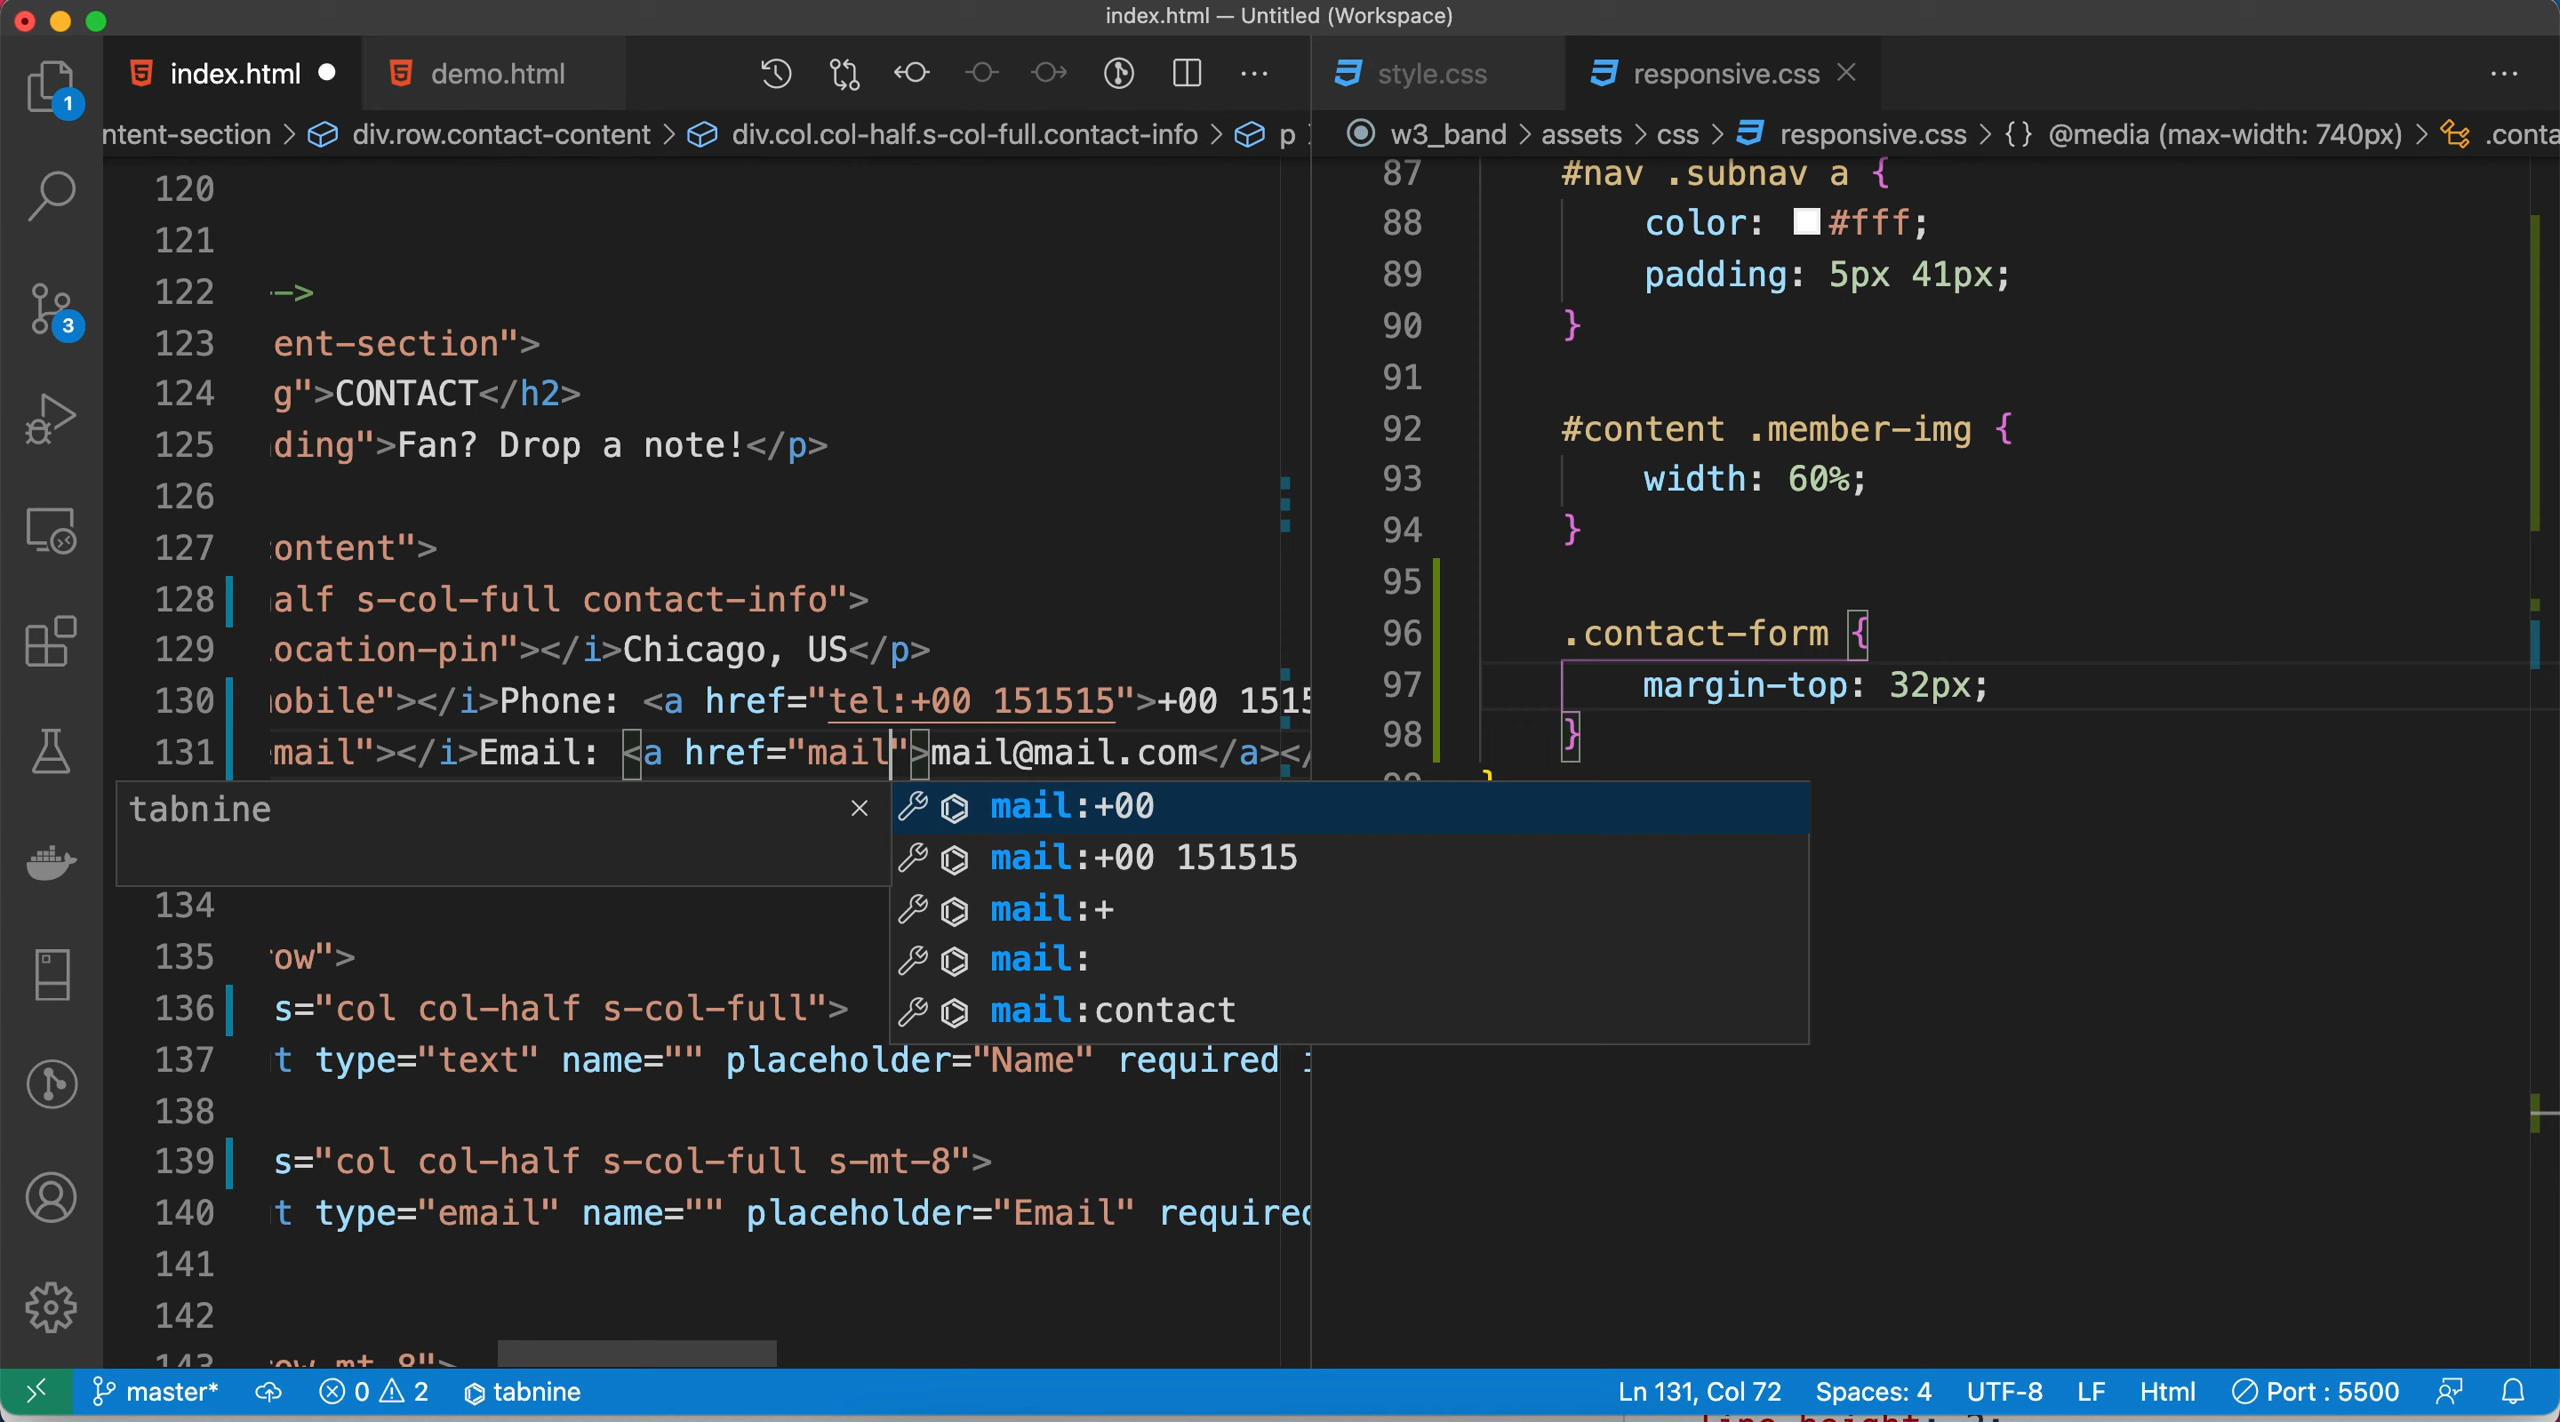 index.html — Untitled (Workspace)
index.html
demo.html
style.css
responsive.css
ntent-section > div.row.contact-content > div.col.col-half.s-col-full.contact-info > p
w3_band > assets > css > responsive.css > {} @media (max-width: 740px) > .conta
1
3
120
121
122 -->
123 ent-section">
124 g">CONTACT</h2>
125 ding">Fan? Drop a note!</p>
126
127 ontent">
128 alf s-col-full contact-info">
129 ocation-pin"></i>Chicago, US</p>
130 obile"></i>Phone: <a href="tel:+00 151515">+00 1515
131 mail"></i>Email: <a href="mail">mail@mail.com</a></
tabnine
mail:+00
mail:+00 151515
mail:+
mail:
mail:contact
134
135 row">
136 s="col col-half s-col-full">
137 t type="text" name="" placeholder="Name" required
138
139 s="col col-half s-col-full s-mt-8">
140 t type="email" name="" placeholder="Email" required
141
142
87 #nav .subnav a {
88 color: #fff;
89 padding: 5px 41px;
90 }
91
92 #content .member-img {
93 width: 60%;
94 }
95
96 .contact-form {
97 margin-top: 32px;
98 }
master* 0 2 tabnine
Ln 131, Col 72 Spaces: 4 UTF-8 LF Html Port : 5500